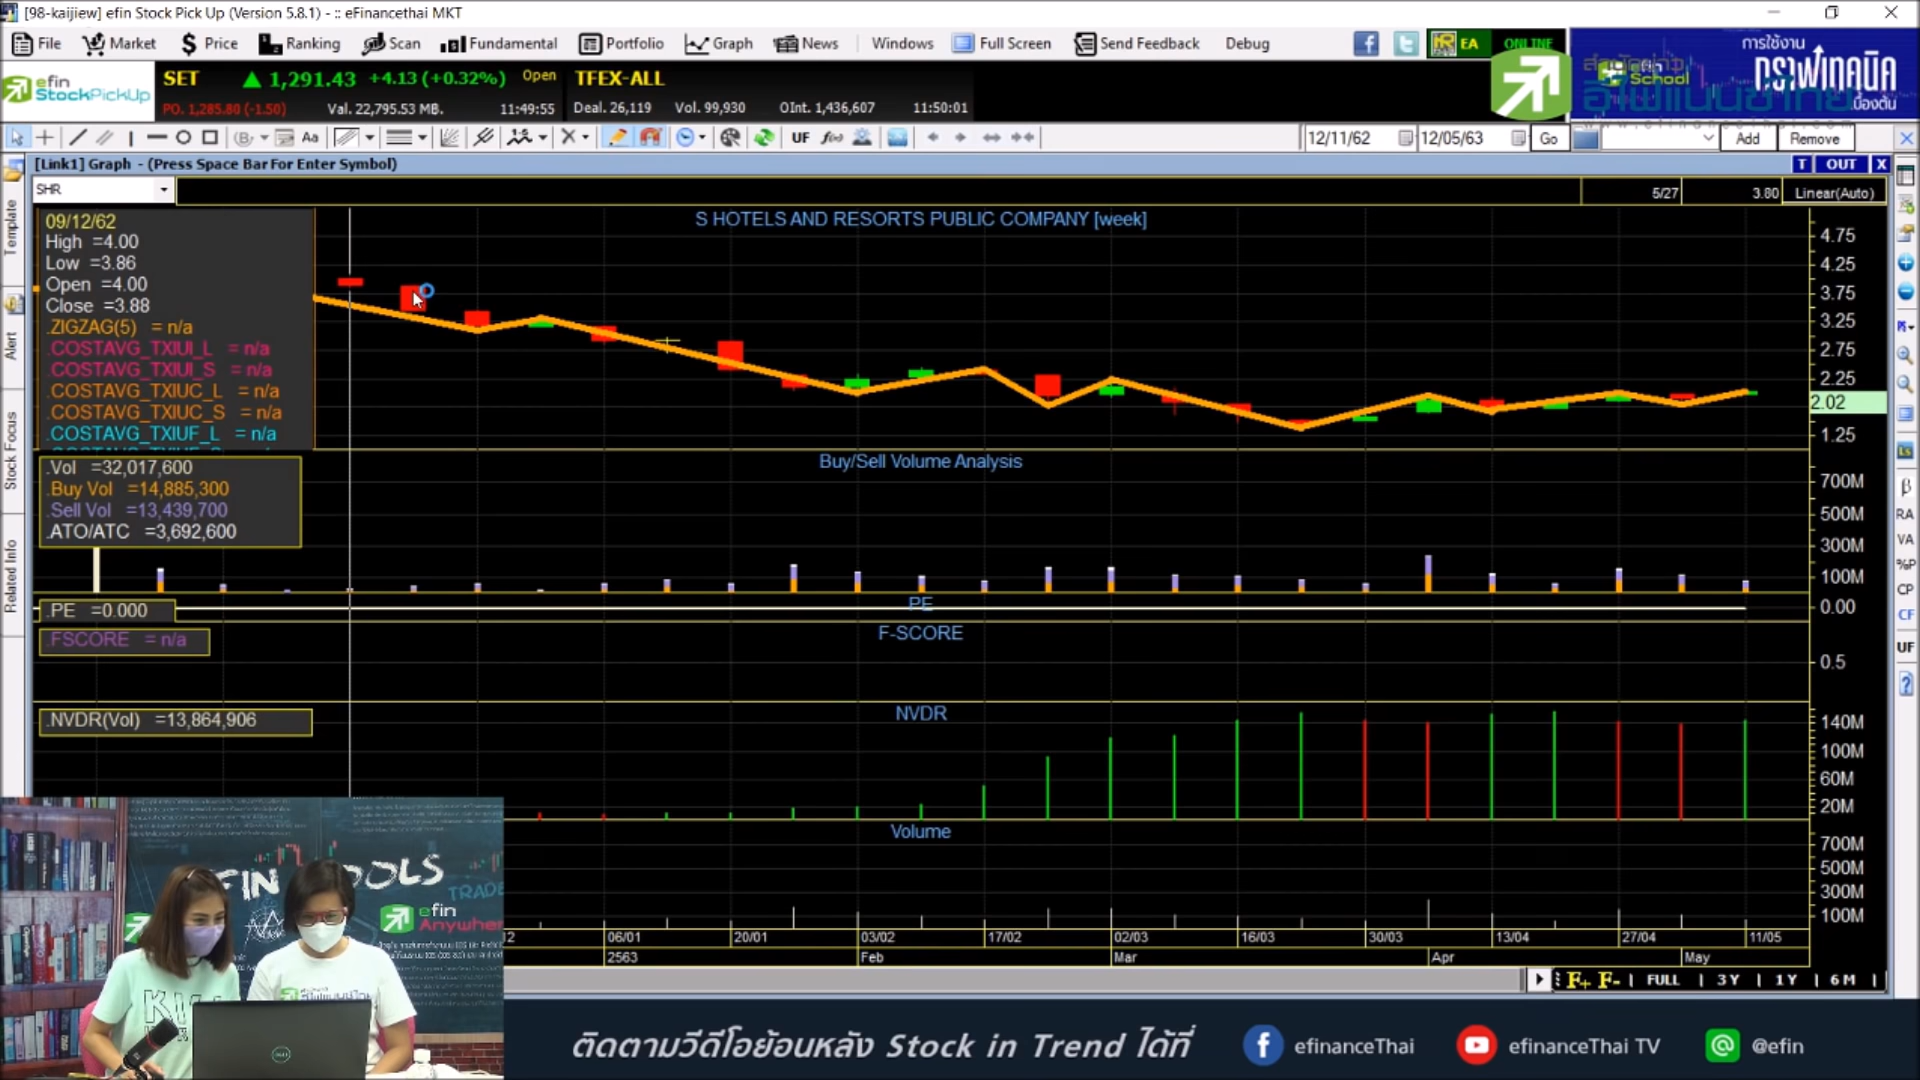 [98-kaijiew] efin Stock Pick Up (Version 5.8.1) - :: eFinancethai MKT
File Market Price Ranking Scan Fundamental Portfolio Graph News Windows Full Screen Send Feedback Debug EA ONLINE
การใช้งาน
กราฟเทคนิค
เบื้องต้น
efin School
efin
StockPickUp
SET 1,291.43 +4.13 (+0.32%) Open TFEX-ALL
PO. 1,285.80 (-1.50) Val. 22,795.53 MB. 11:49:55 Deal. 26,119 Vol. 99,930 OInt. 1,436,607 11:50:01
Aa UF f(x) 12/11/62 12/05/63 Go Add Remove
[Link1] Graph - (Press Space Bar For Enter Symbol) T OUT X
SHR 5/27 3.80 Linear(Auto)
S HOTELS AND RESORTS PUBLIC COMPANY [week]
09/12/62
High =4.00
Low =3.86
Open =4.00
Close =3.88
.ZIGZAG(5) = n/a
.COSTAVG_TXIUI_L = n/a
.COSTAVG_TXIUI_S = n/a
.COSTAVG_TXIUC_L = n/a
.COSTAVG_TXIUC_S = n/a
.COSTAVG_TXIUF_L = n/a
4.75
4.25
3.75
3.25
2.75
2.25
2.02
1.25
Template
Alert
Stock Focus
Related Info
Buy/Sell Volume Analysis
.Vol =32,017,600
.Buy Vol =14,885,300
.Sell Vol =13,439,700
.ATO/ATC =3,692,600
700M
500M
300M
100M
PE
.PE =0.000
0.00
F-SCORE
.FSCORE = n/a
0.5
NVDR
.NVDR(Vol) =13,864,906
140M
100M
60M
20M
Volume
700M
500M
300M
100M
β
RA
VA
%P
CP
CF
UF
06/01 20/01 03/02 17/02 02/03 16/03 30/03 13/04 27/04 11/05
2563 Feb Mar Apr May
F+ F- | FULL | 3Y | 1Y | 6M |
TRADE
efin
Anywhere
ติดตามวีดีโอย้อนหลัง Stock in Trend ได้ที่ efinanceThai efinanceThai TV @efin